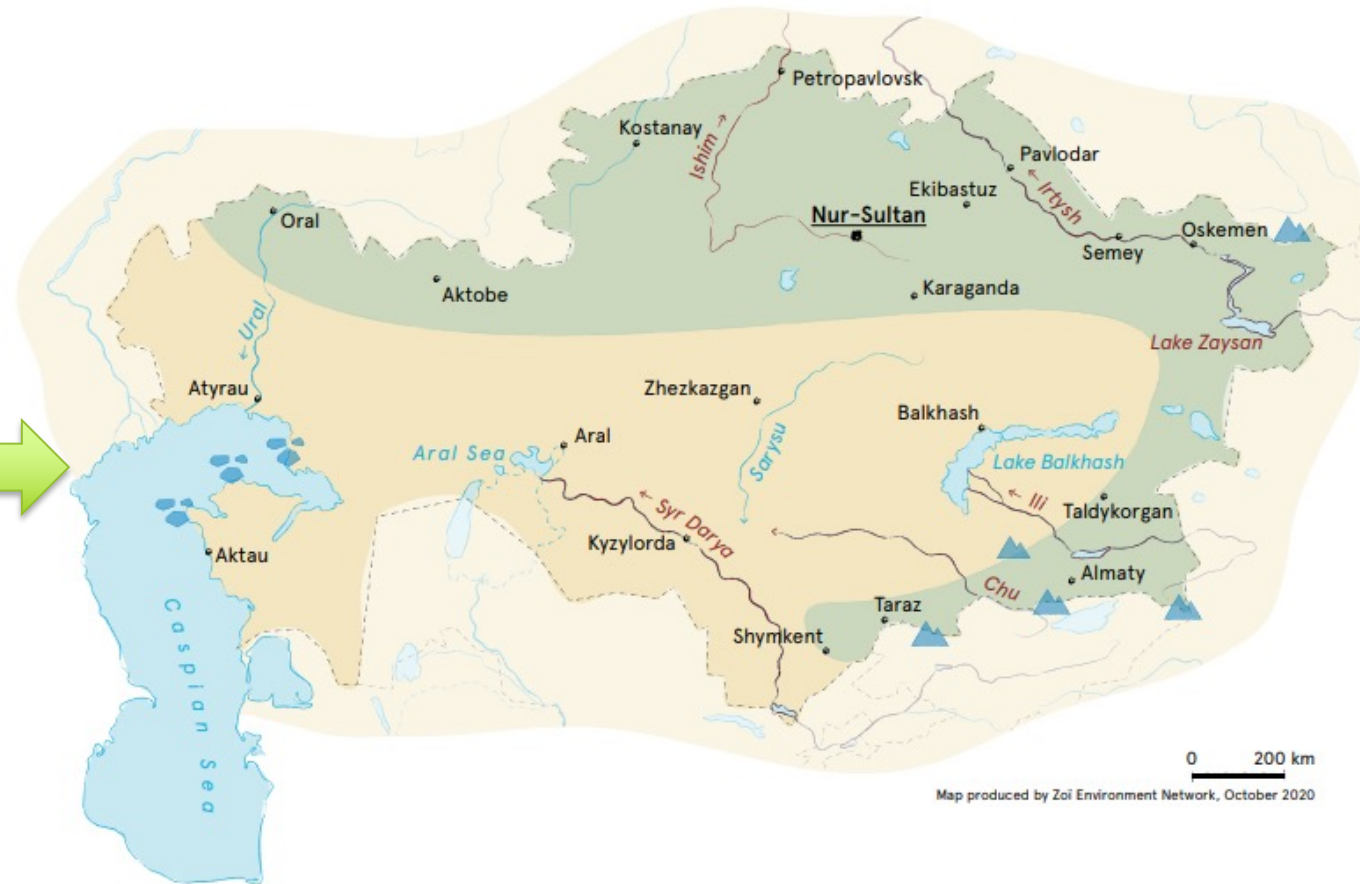 Petropavlovsk
Kostanay
Ishim →
Pavlodar
← Irtysh
Ekibastuz
Nur-Sultan
Oral
Oskemen
Semey
Aktobe
Karaganda
← Ural
Lake Zaysan
Atyrau
Zhezkazgan
Balkhash
Aral
Aral Sea
Sarysu
Lake Balkhash
← Ili
← Syr Darya
Taldykorgan
Kyzylorda
Aktau
Almaty
Chu
Taraz
Shymkent
Caspian Sea
0 200 km
Map produced by Zoï Environment Network, October 2020